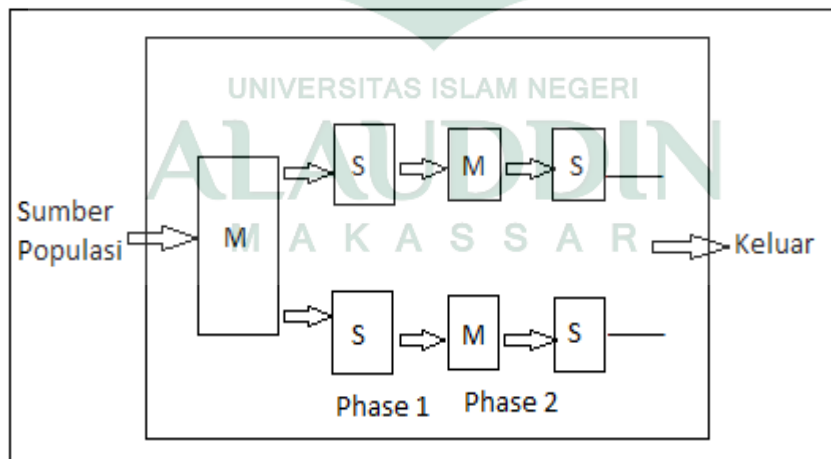 UNIVERSITAS ISLAM NEGERI
ALAUDDIN
MAKASSAR
Sumber
Populasi
M
S
M
S
Keluar
S
M
S
Phase 1
Phase 2